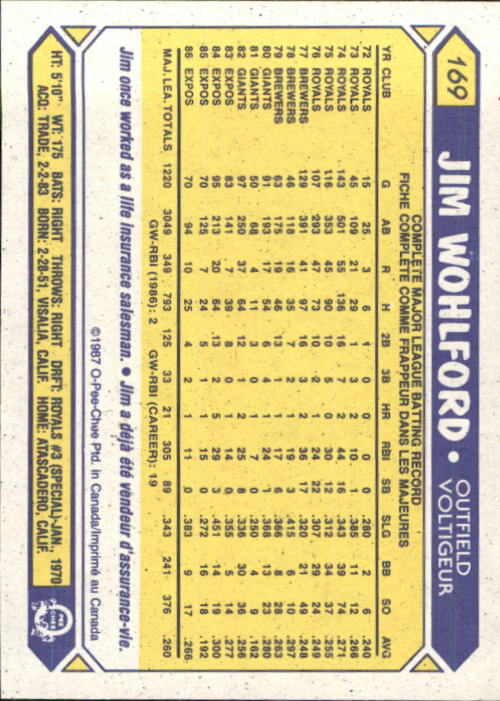 169
JIM WOHLFORD • OUTFIELD
VOLTIGEUR
COMPLETE MAJOR LEAGUE BATTING RECORD
FICHE COMPLÈTE COMME FRAPPEUR DANS LES MAJEURES
YR CLUB G AB R H 2B 3B HR RBI SB SLG BB SO AVG
72 ROYALS 15 25 3 6 1 0 0 0 0 .280 2 6 .240
73 ROYALS 45 109 21 29 1 3 2 10 1 .385 11 12 .266
74 ROYALS 143 501 55 136 16 7 2 44 16 .343 39 74 .271
75 ROYALS 116 353 45 90 10 5 0 30 12 .312 34 37 .255
76 ROYALS 107 293 47 73 10 2 1 24 22 .307 29 24 .249
77 BREWERS 129 391 41 97 16 3 2 36 17 .320 21 49 .248
78 BREWERS 46 118 16 35 7 2 1 19 3 .415 6 10 .297
79 BREWERS 63 175 19 46 13 1 1 17 6 .366 8 28 .263
80 GIANTS 91 193 17 54 6 4 1 24 1 .368 13 23 .280
81 GIANTS 50 68 4 11 3 0 1 7 0 .250 4 9 .162
82 GIANTS 97 250 37 64 12 1 2 25 8 .336 30 36 .256
83 EXPOS 83 141 7 39 8 0 1 14 0 .355 5 14 .277
84 EXPOS 95 213 20 64 13 2 5 29 3 .451 14 19 .300
85 EXPOS 70 125 7 24 5 1 1 15 0 .272 16 18 .192
86 EXPOS 70 94 10 25 4 2 1 11 0 .383 9 17 .266
MAJ. LEA. TOTALS 1220 3049 349 793 125 33 21 305 89 .343 241 376 .260
GW-RBI (1986): 2 GW-RBI (CAREER): 19
Jim once worked as a life insurance salesman. • Jim a déjà été vendeur d'assurance-vie.
©1987 O-Pee-Chee Ptd. in Canada/Imprimé au Canada
HT: 5'10" WT: 175 BATS: RIGHT THROWS: RIGHT DRFT: ROYALS #3 (SPECIAL)-JAN., 1970
ACQ: TRADE, 2-2-83 BORN: 2-28-51, VISALIA, CALIF. HOME: ATASCADERO, CALIF.
O
PEE
CHEE